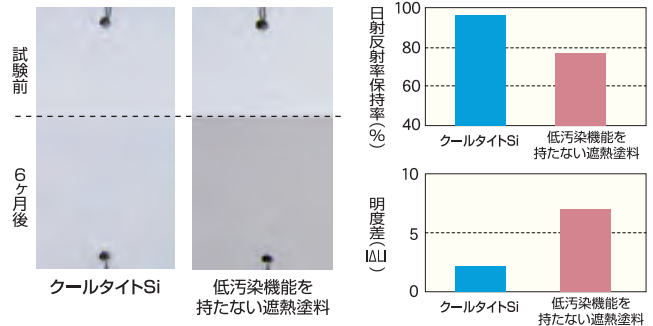 試験前
6ヶ月後
クールタイトSi
低汚染機能を
持たない遮熱塗料
日射反射率保持率(%)
100
80
60
40
クールタイトSi
低汚染機能を
持たない遮熱塗料
明度差(|ΔL|)
10
5
0
クールタイトSi
低汚染機能を
持たない遮熱塗料